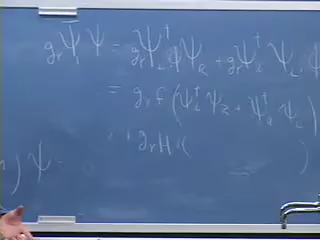 g_r Ψ̄ Ψ = g_r Ψ_L^† φ Ψ_R + g_r Ψ_R^† Ψ_L φ
= g_r f (Ψ_L^† Ψ_R + Ψ_R^† Ψ_L)
+ g_r H ( )
) Ψ